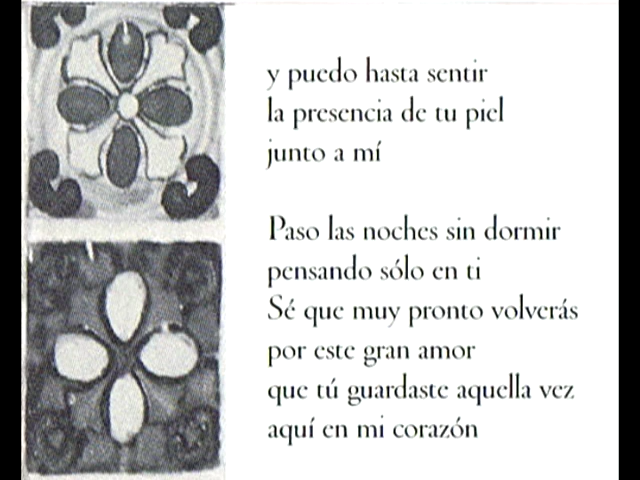 y puedo hasta sentir
la presencia de tu piel
junto a mí
Paso las noches sin dormir
pensando sólo en ti
Sé que muy pronto volverás
por este gran amor
que tú guardaste aquella vez
aquí en mi corazón